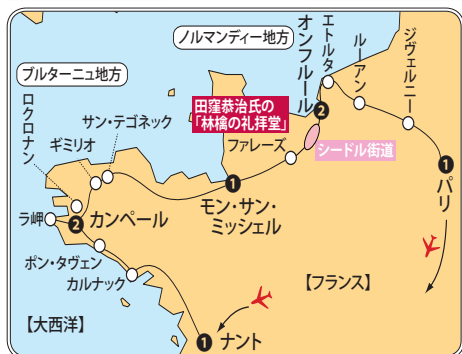 ノルマンディー地方
ブルターニュ地方
ジヴェルニー
ルーアン
エトルタ
オンフルール
2
田窪恭治氏の
「林檎の礼拝堂」
シードル街道
ファレーズ
1
パリ
ロクロナン
サン・テゴネック
ギミリオ
1
モン・サン・
ミッシェル
ラ岬
2
カンペール
ポン・タヴェン
カルナック
【フランス】
【大西洋】
1
ナント